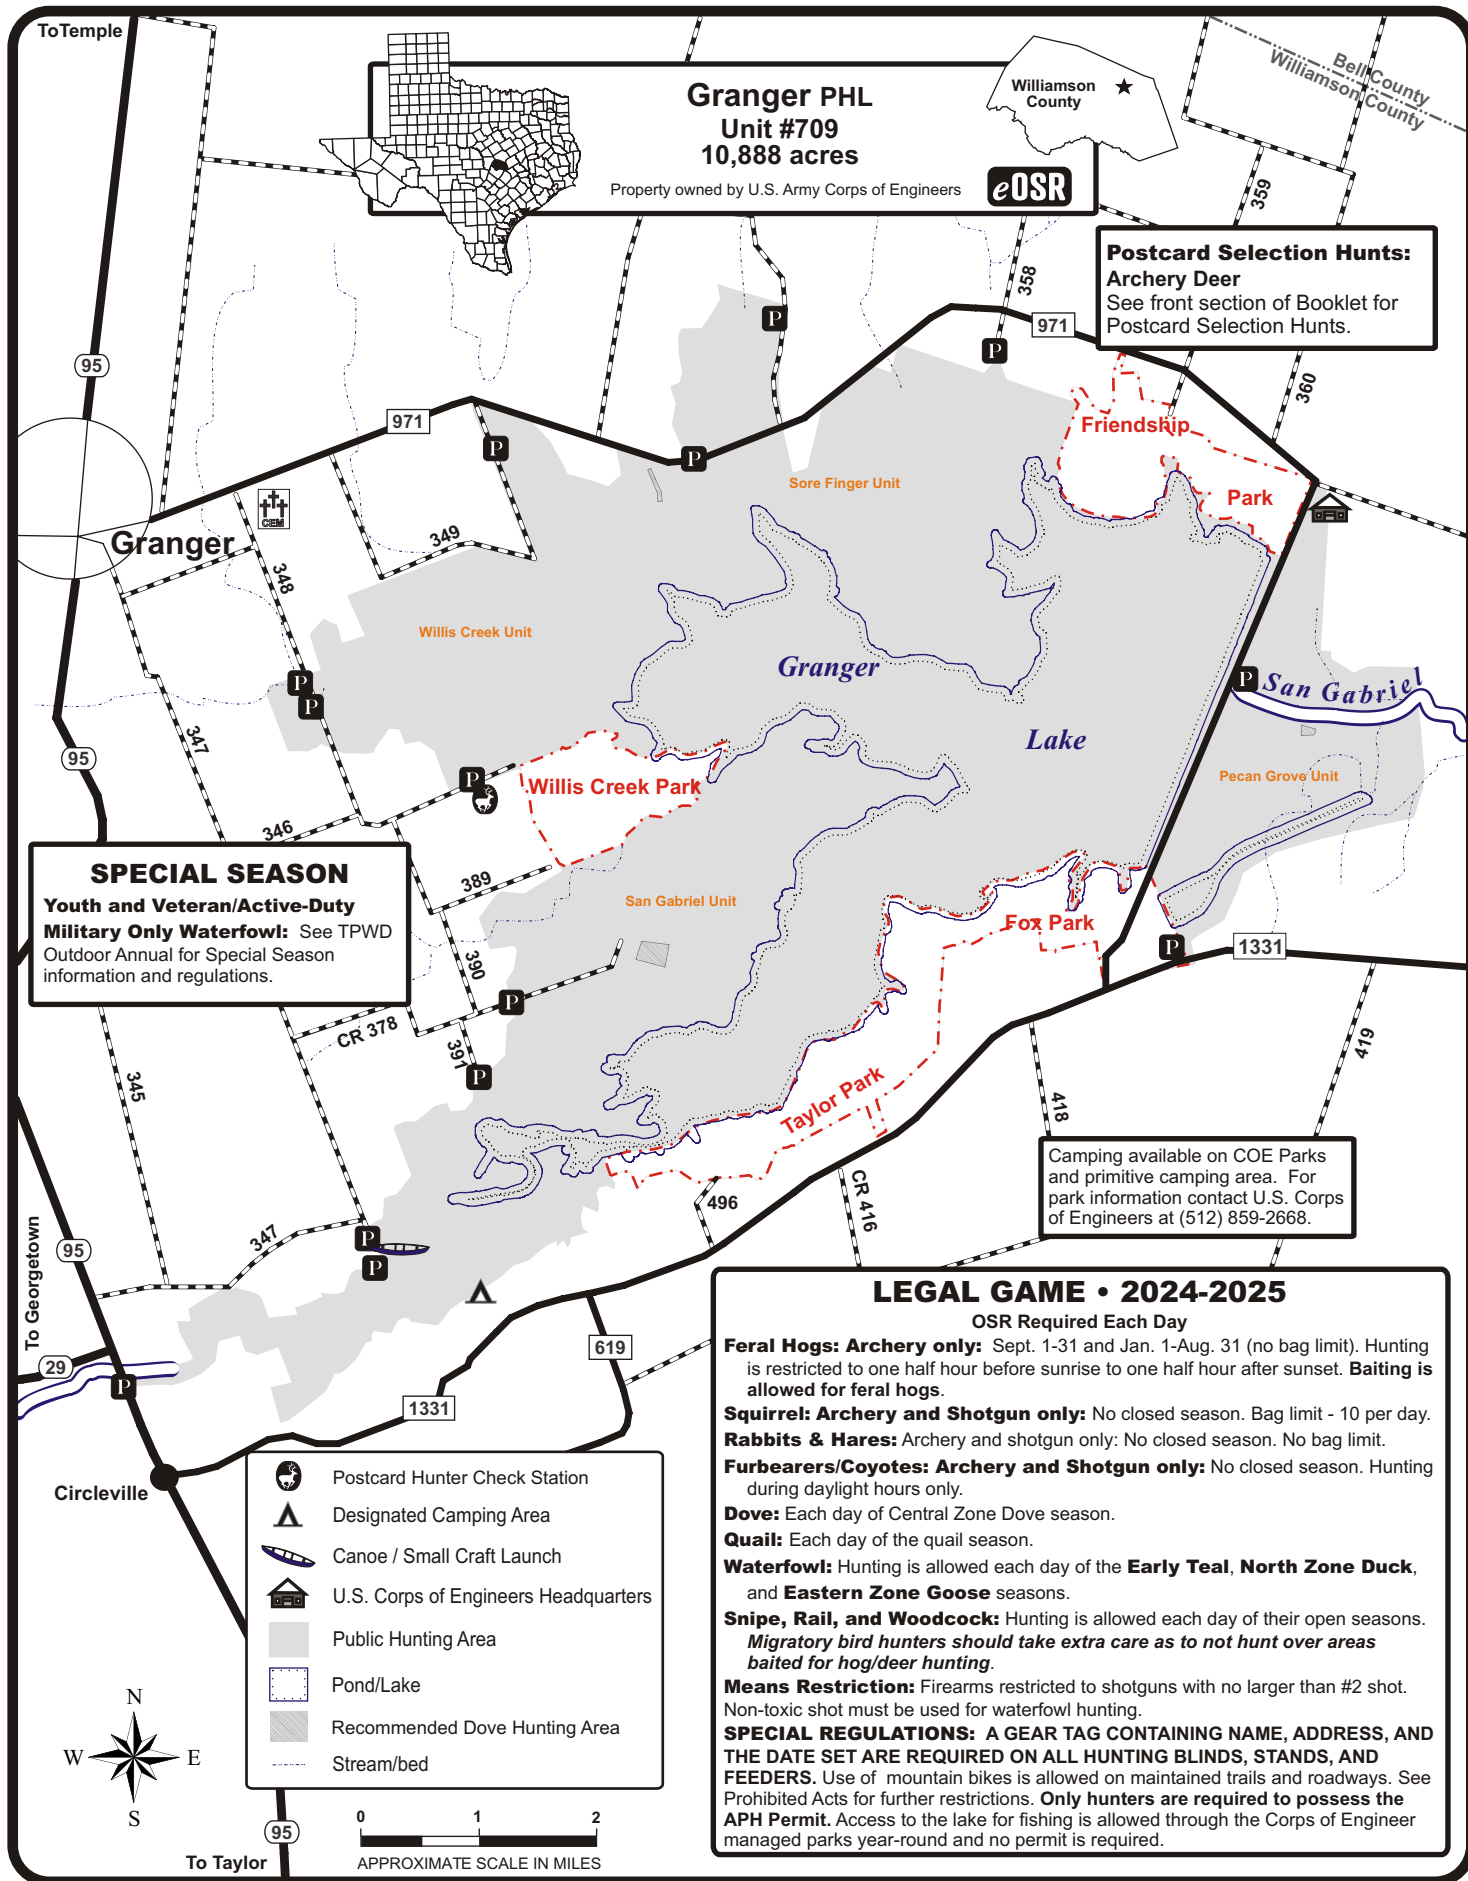 To Temple
Granger PHL
Unit #709
10,888 acres
Property owned by U.S. Army Corps of Engineers
eOSR
Williamson
County
Bell County
Williamson County
359
358
Postcard Selection Hunts:
Archery Deer
See front section of Booklet for
Postcard Selection Hunts.
971
95
360
971
Friendship
P
P
P
P
Sore Finger Unit
Park
CEM
Granger
349
348
Willis Creek Unit
Granger
P
P
P
San Gabriel
347
Lake
95
Pecan Grove Unit
P
Willis Creek Park
346
SPECIAL SEASON
Youth and Veteran/Active-Duty
Military Only Waterfowl: See TPWD
Outdoor Annual for Special Season
information and regulations.
389
San Gabriel Unit
Fox Park
P
1331
390
P
CR 378
391
P
345
419
418
Taylor Park
Camping available on COE Parks
and primitive camping area. For
park information contact U.S. Corps
of Engineers at (512) 859-2668.
496
CR 416
347
P
P
To Georgetown
95
29
P
619
1331
Circleville
LEGAL GAME • 2024-2025
OSR Required Each Day
Feral Hogs: Archery only: Sept. 1-31 and Jan. 1-Aug. 31 (no bag limit). Hunting
is restricted to one half hour before sunrise to one half hour after sunset. Baiting is
allowed for feral hogs.
Squirrel: Archery and Shotgun only: No closed season. Bag limit - 10 per day.
Rabbits & Hares: Archery and shotgun only: No closed season. No bag limit.
Furbearers/Coyotes: Archery and Shotgun only: No closed season. Hunting
during daylight hours only.
Dove: Each day of Central Zone Dove season.
Quail: Each day of the quail season.
Waterfowl: Hunting is allowed each day of the Early Teal, North Zone Duck,
and Eastern Zone Goose seasons.
Snipe, Rail, and Woodcock: Hunting is allowed each day of their open seasons.
Migratory bird hunters should take extra care as to not hunt over areas
baited for hog/deer hunting.
Means Restriction: Firearms restricted to shotguns with no larger than #2 shot.
Non-toxic shot must be used for waterfowl hunting.
SPECIAL REGULATIONS: A GEAR TAG CONTAINING NAME, ADDRESS, AND
THE DATE SET ARE REQUIRED ON ALL HUNTING BLINDS, STANDS, AND
FEEDERS. Use of mountain bikes is allowed on maintained trails and roadways. See
Prohibited Acts for further restrictions. Only hunters are required to possess the
APH Permit. Access to the lake for fishing is allowed through the Corps of Engineer
managed parks year-round and no permit is required.
Postcard Hunter Check Station
Designated Camping Area
Canoe / Small Craft Launch
U.S. Corps of Engineers Headquarters
Public Hunting Area
Pond/Lake
Recommended Dove Hunting Area
Stream/bed
N
W E
S
0 1 2
APPROXIMATE SCALE IN MILES
95
To Taylor